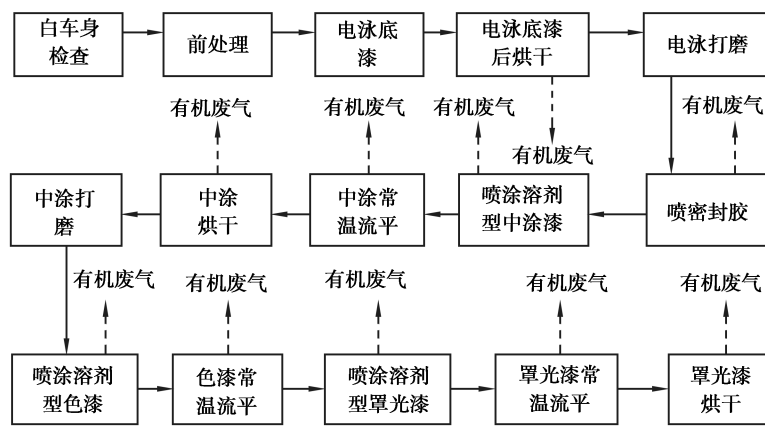 白车身
检查
前处理
电泳底
漆
电泳底漆
后烘干
电泳打磨
有机废气
有机废气
有机废气
有机废气
有机废气
中涂打
磨
中涂
烘干
中涂常
温流平
喷涂溶剂
型中涂漆
喷密封胶
有机废气
有机废气
有机废气
有机废气
有机废气
喷涂溶剂
型色漆
色漆常
温流平
喷涂溶剂
型罩光漆
罩光漆常
温流平
罩光漆
烘干